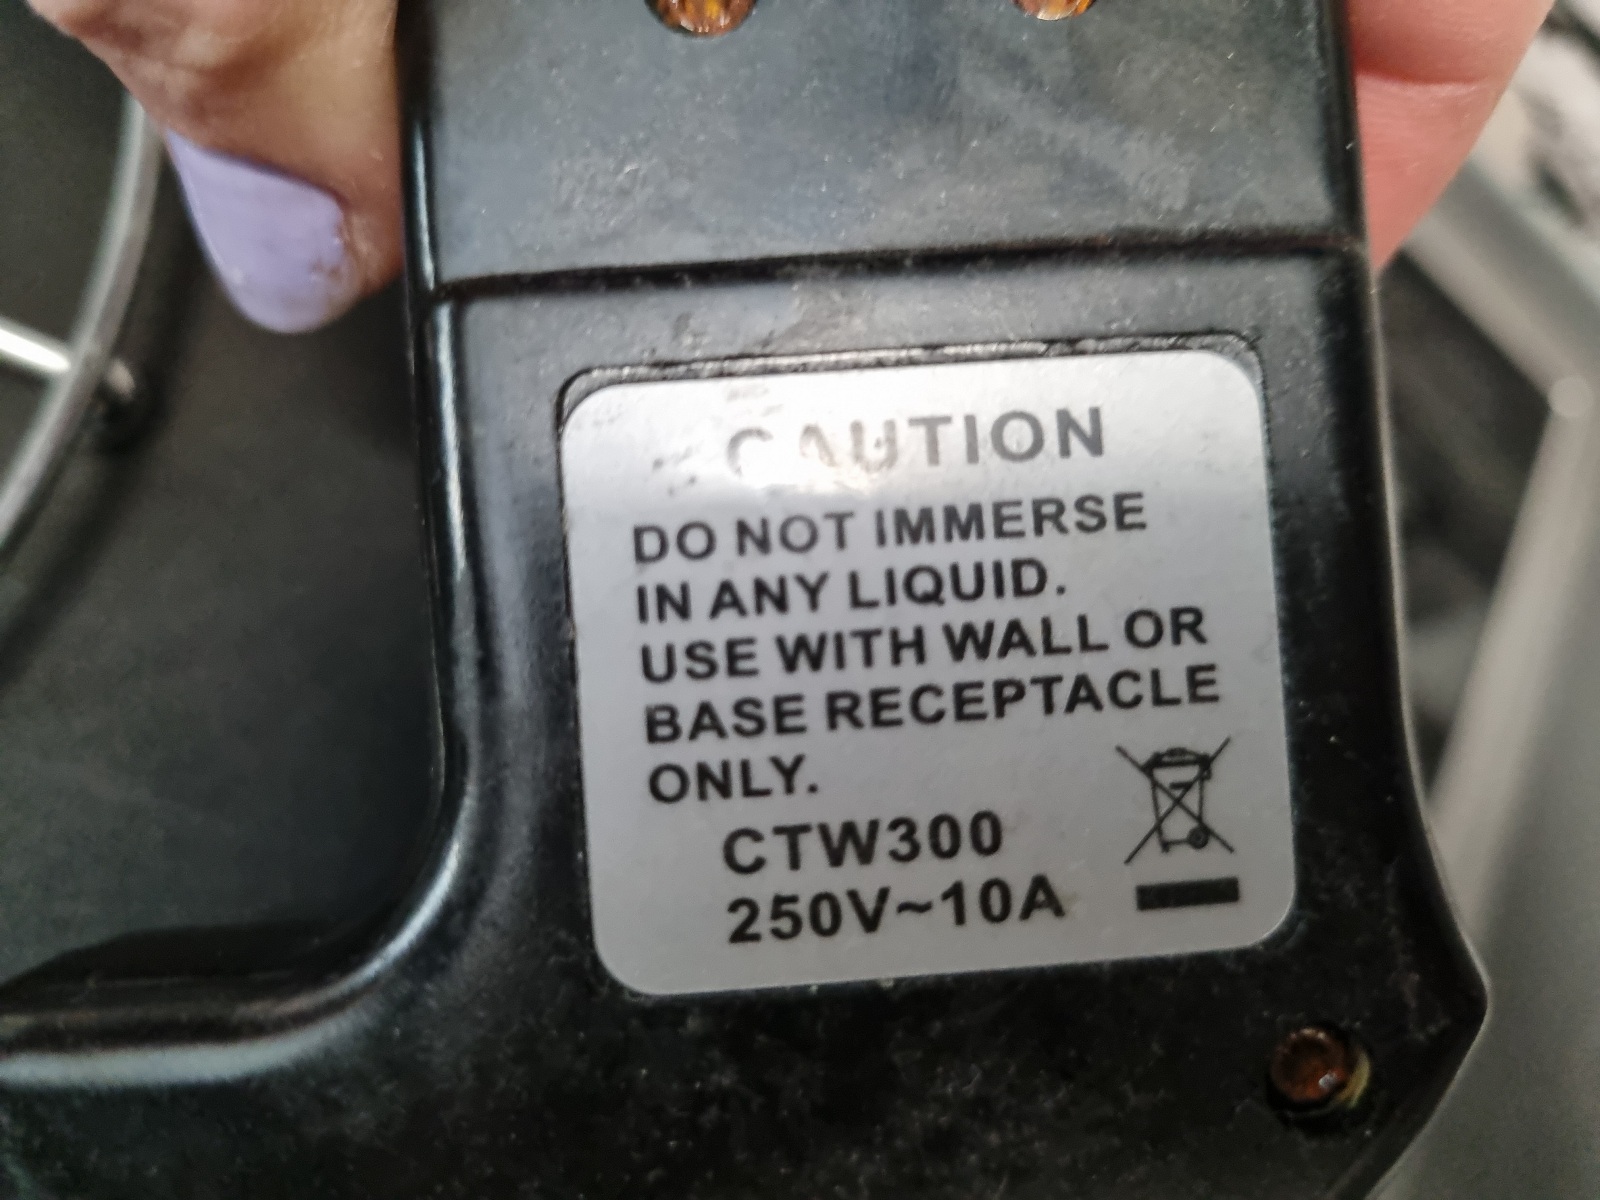 CAUTION
DO NOT IMMERSE
IN ANY LIQUID.
USE WITH WALL OR
BASE RECEPTACLE
ONLY.
CTW300
250V~10A